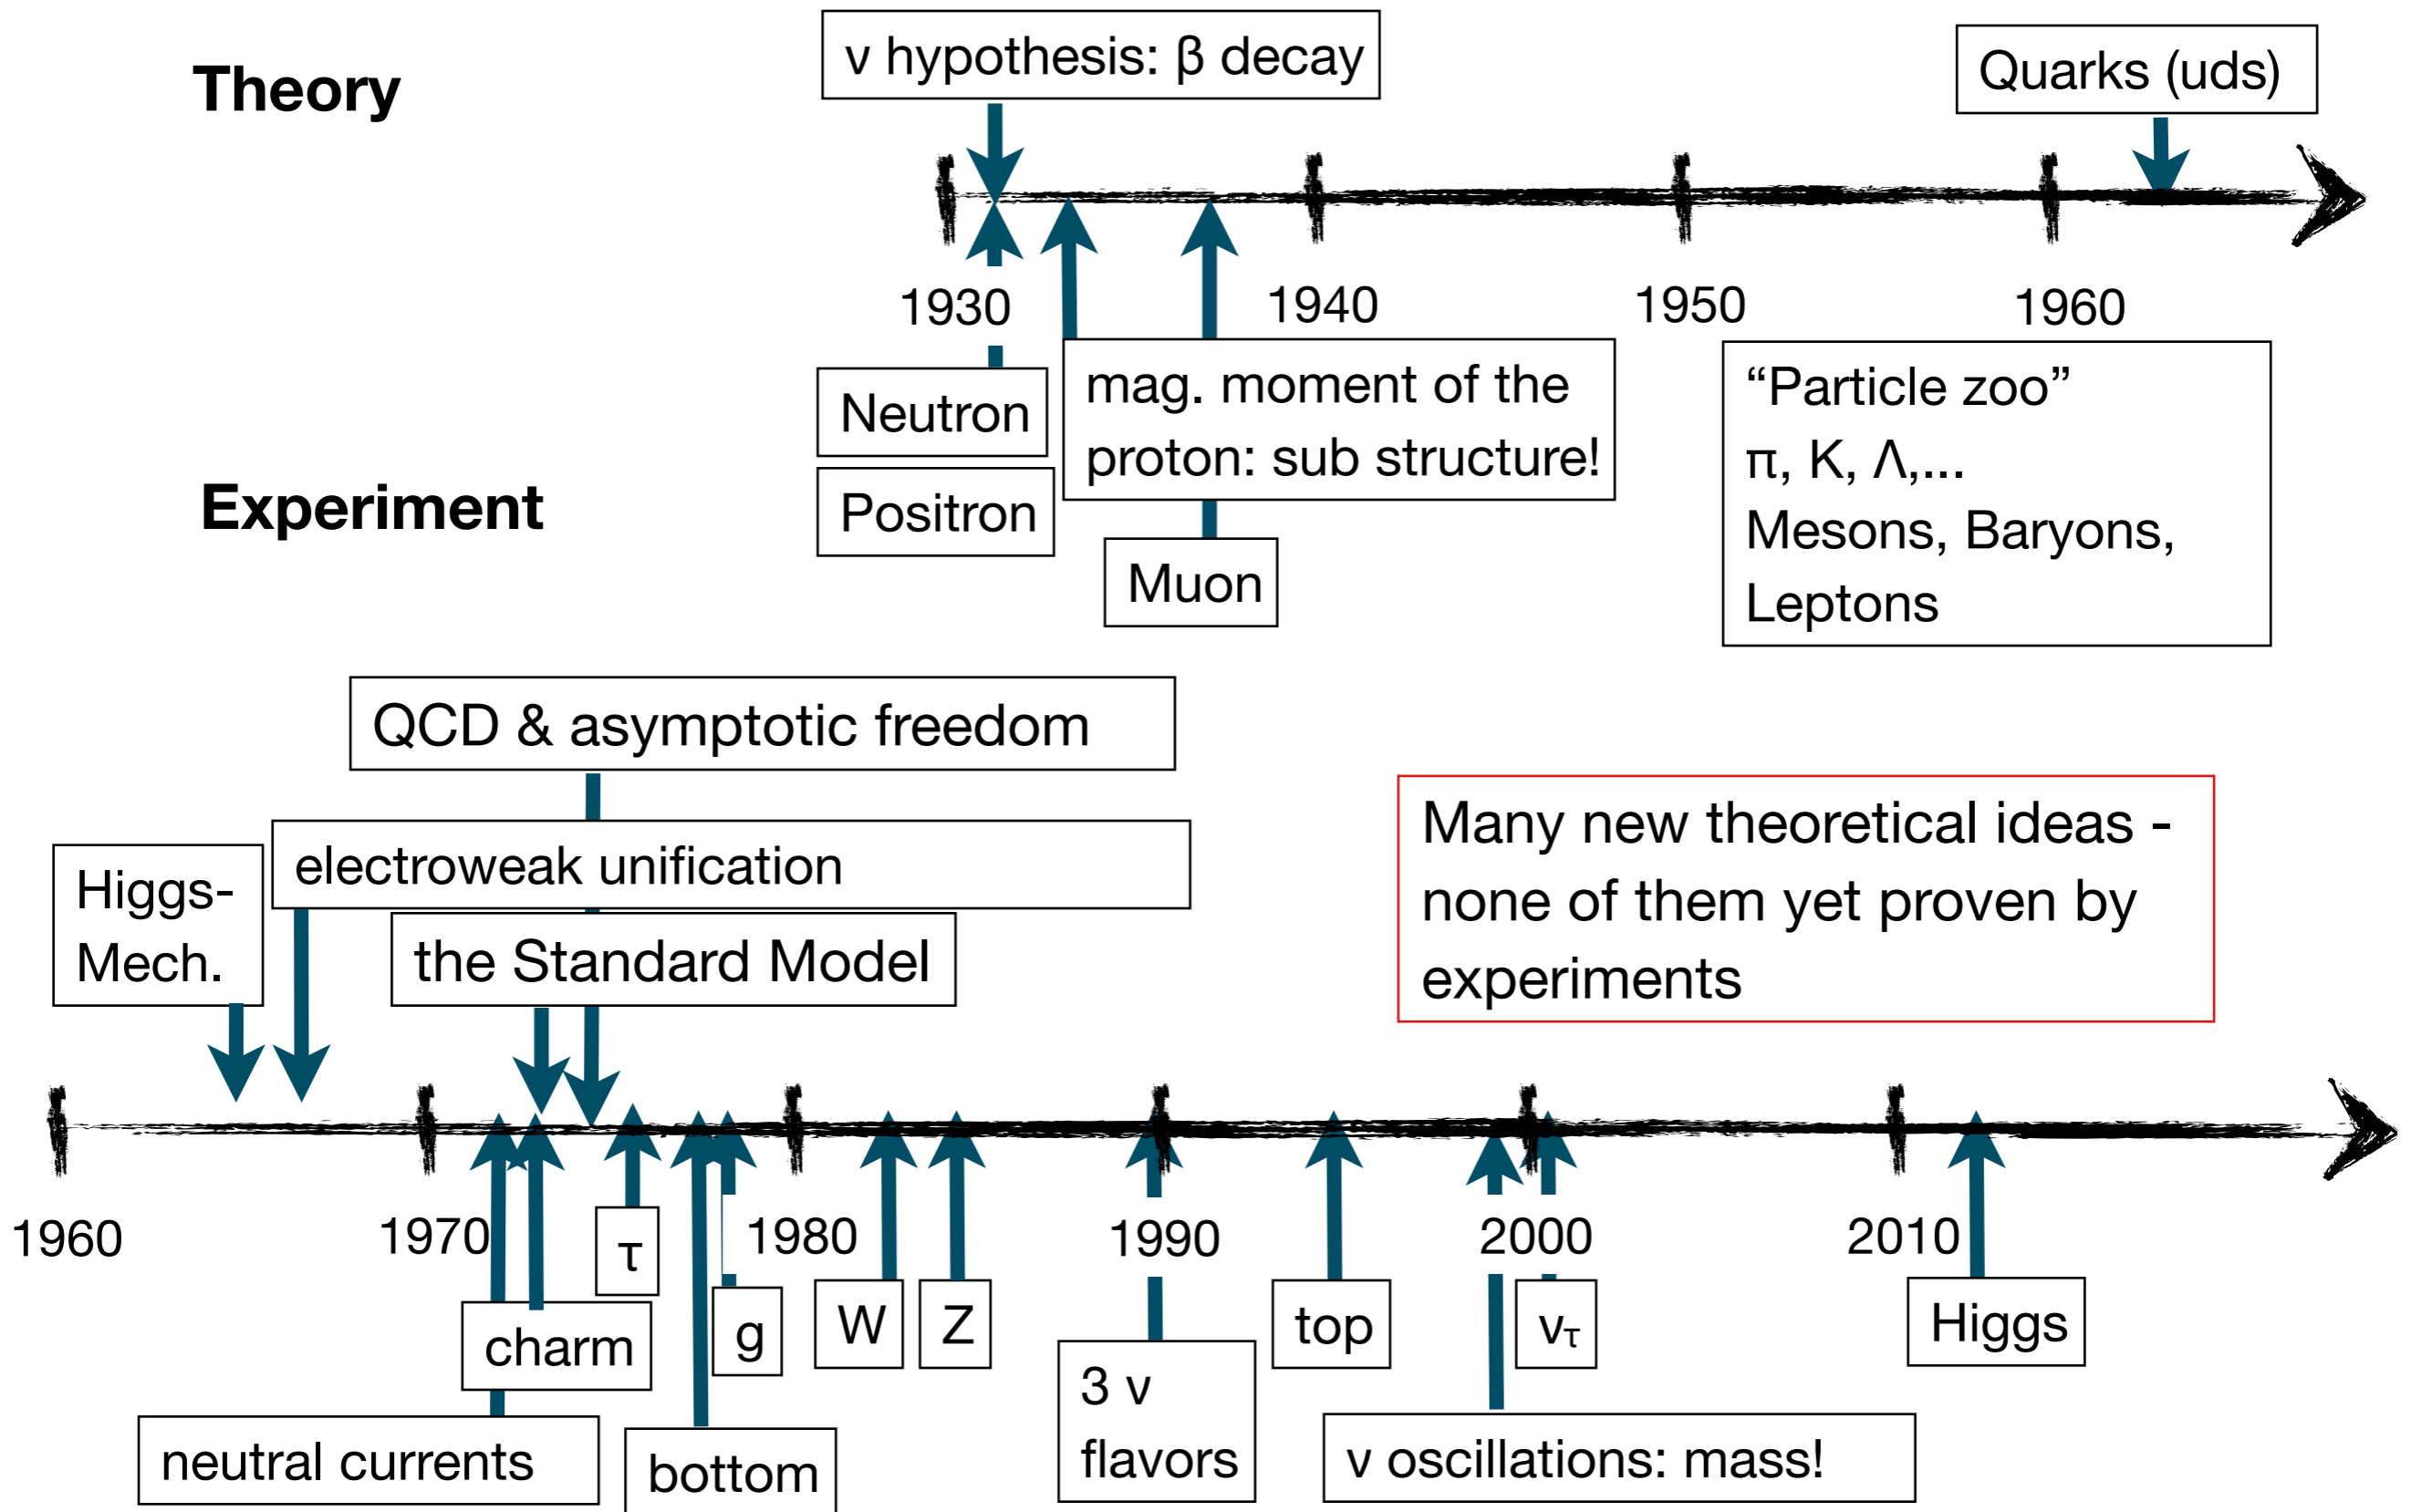 Theory
ν hypothesis: β decay
Quarks (uds)
1930
1940
1950
1960
Neutron
Positron
mag. moment of the
proton: sub structure!
Muon
“Particle zoo”
π, K, Λ,...
Mesons, Baryons,
Leptons
Experiment
QCD & asymptotic freedom
electroweak unification
Higgs-
Mech.
the Standard Model
Many new theoretical ideas -
none of them yet proven by
experiments
1960
1970
1980
1990
2000
2010
τ
charm
g
W
Z
top
ντ
Higgs
neutral currents
bottom
3 ν
flavors
ν oscillations: mass!